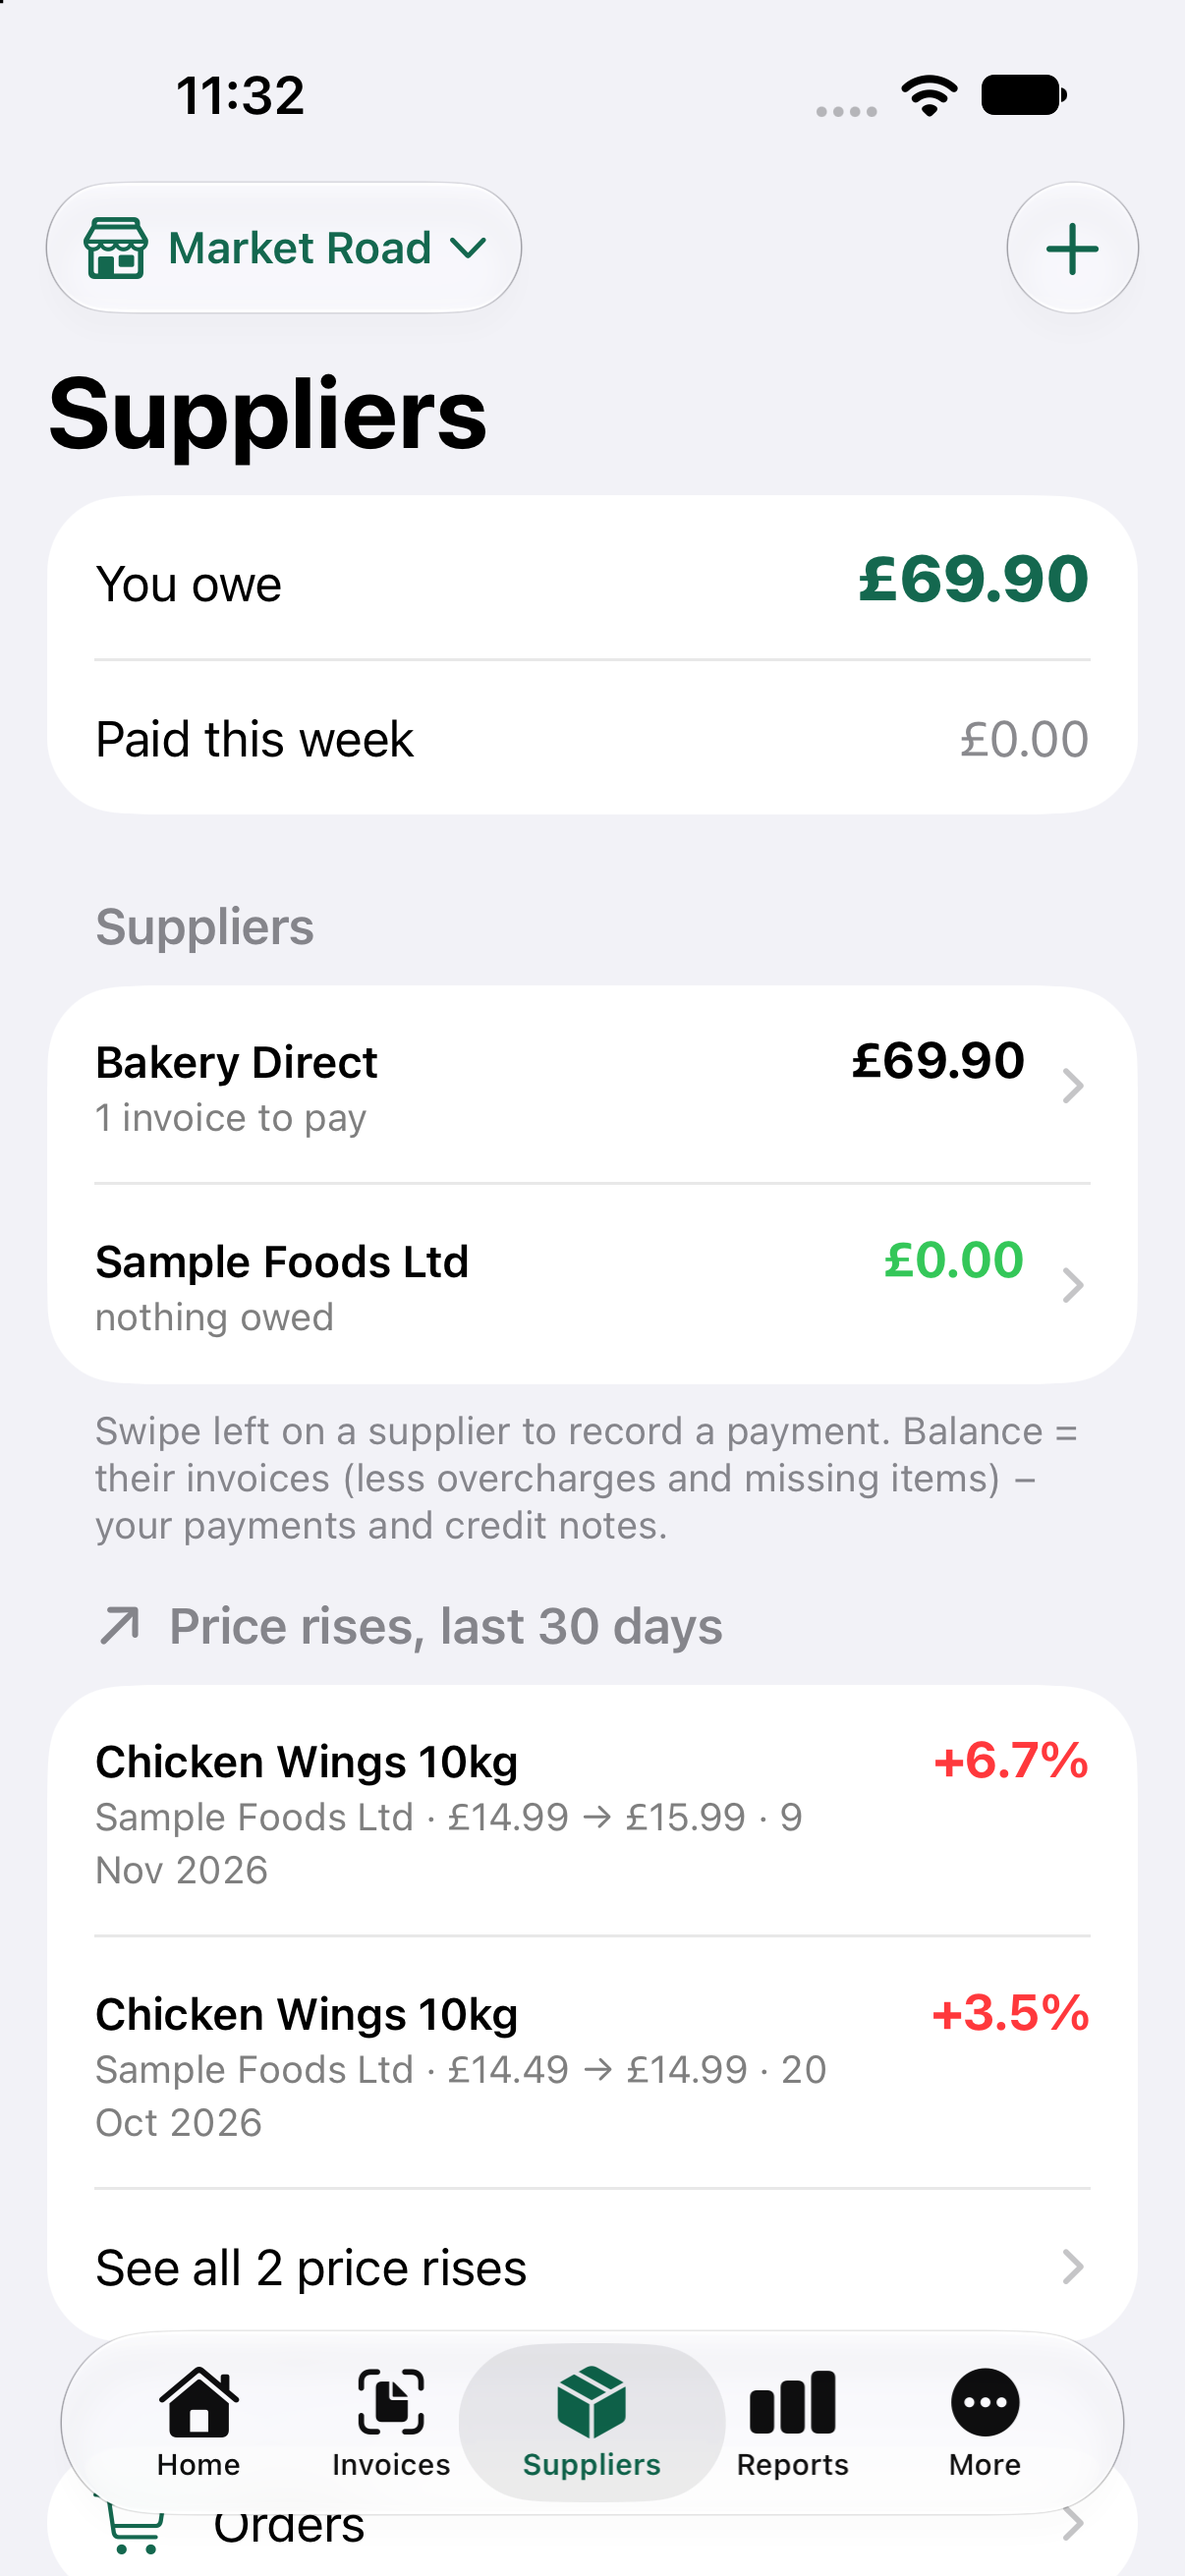 11:32
Market Road
Suppliers
You owe £69.90
Paid this week £0.00
Suppliers
Bakery Direct £69.90
1 invoice to pay
Sample Foods Ltd £0.00
nothing owed
Swipe left on a supplier to record a payment. Balance =
their invoices (less overcharges and missing items) –
your payments and credit notes.
Price rises, last 30 days
Chicken Wings 10kg +6.7%
Sample Foods Ltd · £14.99 → £15.99 · 9
Nov 2026
Chicken Wings 10kg +3.5%
Sample Foods Ltd · £14.49 → £14.99 · 20
Oct 2026
See all 2 price rises
Home Invoices Suppliers Reports More
Orders